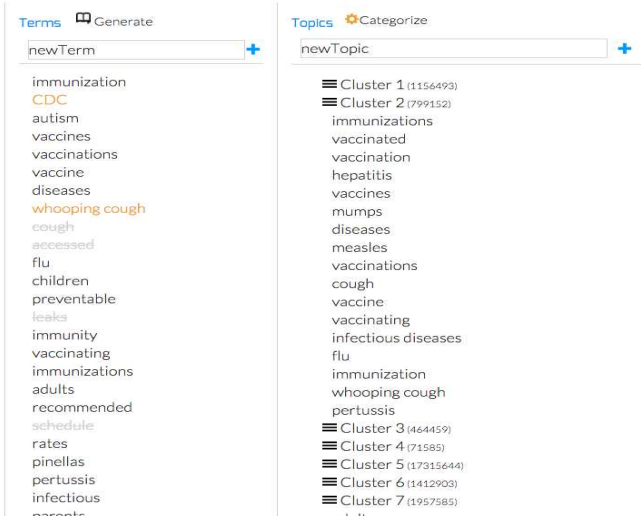 Terms Generate
newTerm +
immunization
CDC
autism
vaccines
vaccinations
vaccine
diseases
whooping cough
cough
accessed
flu
children
preventable
leaks
immunity
vaccinating
immunizations
adults
recommended
schedule
rates
pinellas
pertussis
infectious
parents
Topics Categorize
newTopic +
Cluster 1 (1156493)
Cluster 2 (799152)
immunizations
vaccinated
vaccination
hepatitis
vaccines
mumps
diseases
measles
vaccinations
cough
vaccine
vaccinating
infectious diseases
flu
immunization
whooping cough
pertussis
Cluster 3 (464459)
Cluster 4 (71585)
Cluster 5 (17315644)
Cluster 6 (1412903)
Cluster 7 (1957585)